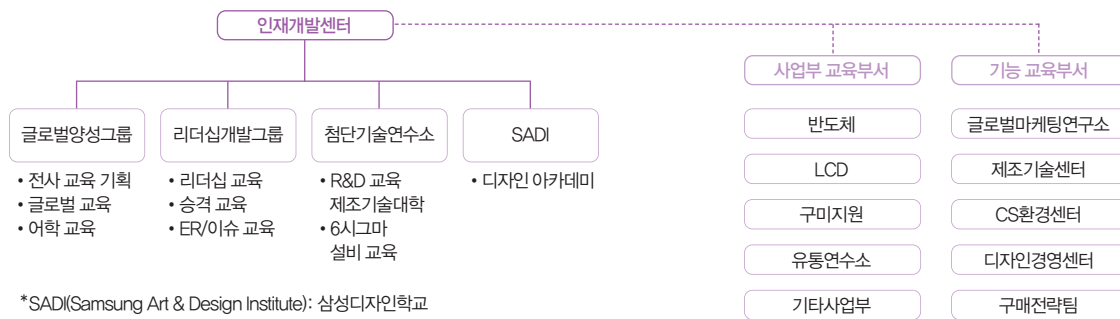 인재개발센터
글로벌양성그룹
• 전사 교육 기획
• 글로벌 교육
• 어학 교육
리더십개발그룹
• 리더십 교육
• 승격 교육
• ER/이슈 교육
첨단기술연수소
• R&D 교육
제조기술대학
• 6시그마
설비 교육
SADI
• 디자인 아카데미
사업부 교육부서
반도체
LCD
구미지원
유통연수소
기타사업부
기능 교육부서
글로벌마케팅연구소
제조기술센터
CS환경센터
디자인경영센터
구매전략팀
*SADI(Samsung Art & Design Institute): 삼성디자인학교